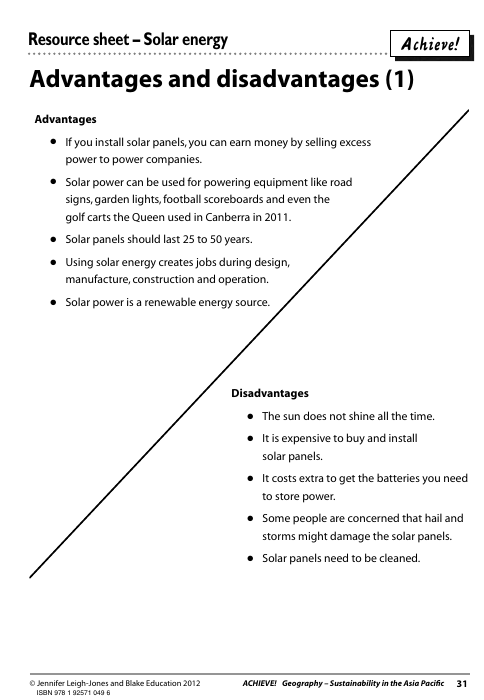 Resource sheet – Solar energy
Achieve!
Advantages and disadvantages (1)
Advantages
● If you install solar panels, you can earn money by selling excess
power to power companies.
● Solar power can be used for powering equipment like road
signs, garden lights, football scoreboards and even the
golf carts the Queen used in Canberra in 2011.
● Solar panels should last 25 to 50 years.
● Using solar energy creates jobs during design,
manufacture, construction and operation.
● Solar power is a renewable energy source.
Disadvantages
● The sun does not shine all the time.
● It is expensive to buy and install
solar panels.
● It costs extra to get the batteries you need
to store power.
● Some people are concerned that hail and
storms might damage the solar panels.
● Solar panels need to be cleaned.
© Jennifer Leigh-Jones and Blake Education 2012
ACHIEVE! Geography – Sustainability in the Asia Pacific 31
ISBN 978 1 92571 049 6